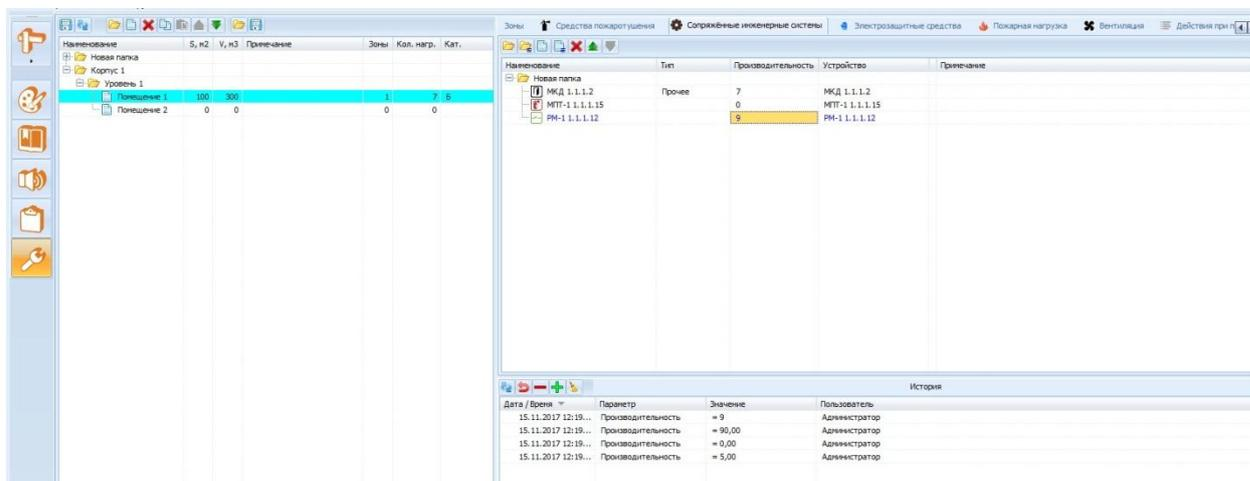 Наименование S, м2 V, м3 Примечание Зоны Кол. нагр. Кат.
Новая папка
Корпус 1
Уровень 1
Помещение 1 100 300 1 7 Б
Помещение 2 0 0 0 0
Зоны Средства пожаротушения Сопряжённые инженерные системы Электрозащитные средства Пожарная нагрузка Вентиляция Действия при п
Наименование Тип Производительность Устройство Примечание
Новая папка
МКД 1.1.1.2 Прочее 7 МКД 1.1.1.2
МПТ-1 1.1.1.15 0 МПТ-1 1.1.1.15
РМ-1 1.1.1.12 9 РМ-1 1.1.1.12
История
Дата / Время Параметр Значение Пользователь
15.11.2017 12:19... Производительность = 9 Администратор
15.11.2017 12:19... Производительность = 90,00 Администратор
15.11.2017 12:19... Производительность = 0,00 Администратор
15.11.2017 12:19... Производительность = 5,00 Администратор